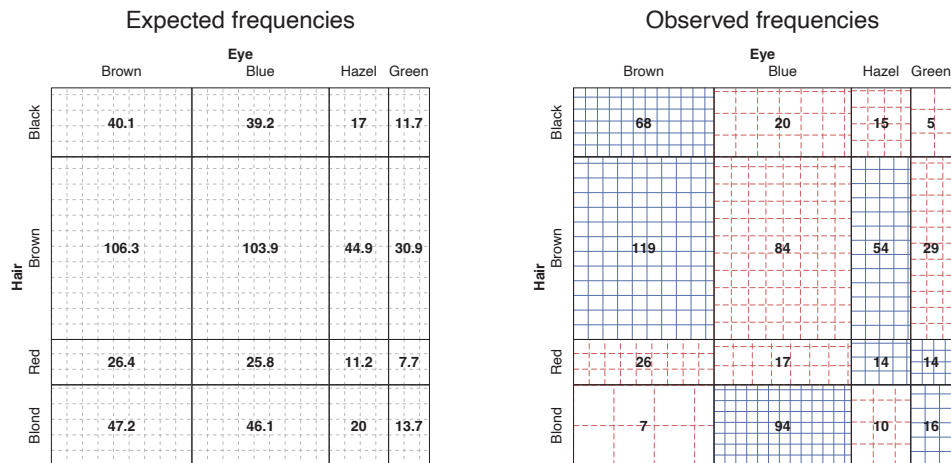 Expected frequencies
Eye
Brown Blue Hazel Green
Hair
Black 40.1 39.2 17 11.7
Brown 106.3 103.9 44.9 30.9
Red 26.4 25.8 11.2 7.7
Blond 47.2 46.1 20 13.7
Observed frequencies
Eye
Brown Blue Hazel Green
Hair
Black 68 20 15 5
Brown 119 84 54 29
Red 26 17 14 14
Blond 7 94 10 16